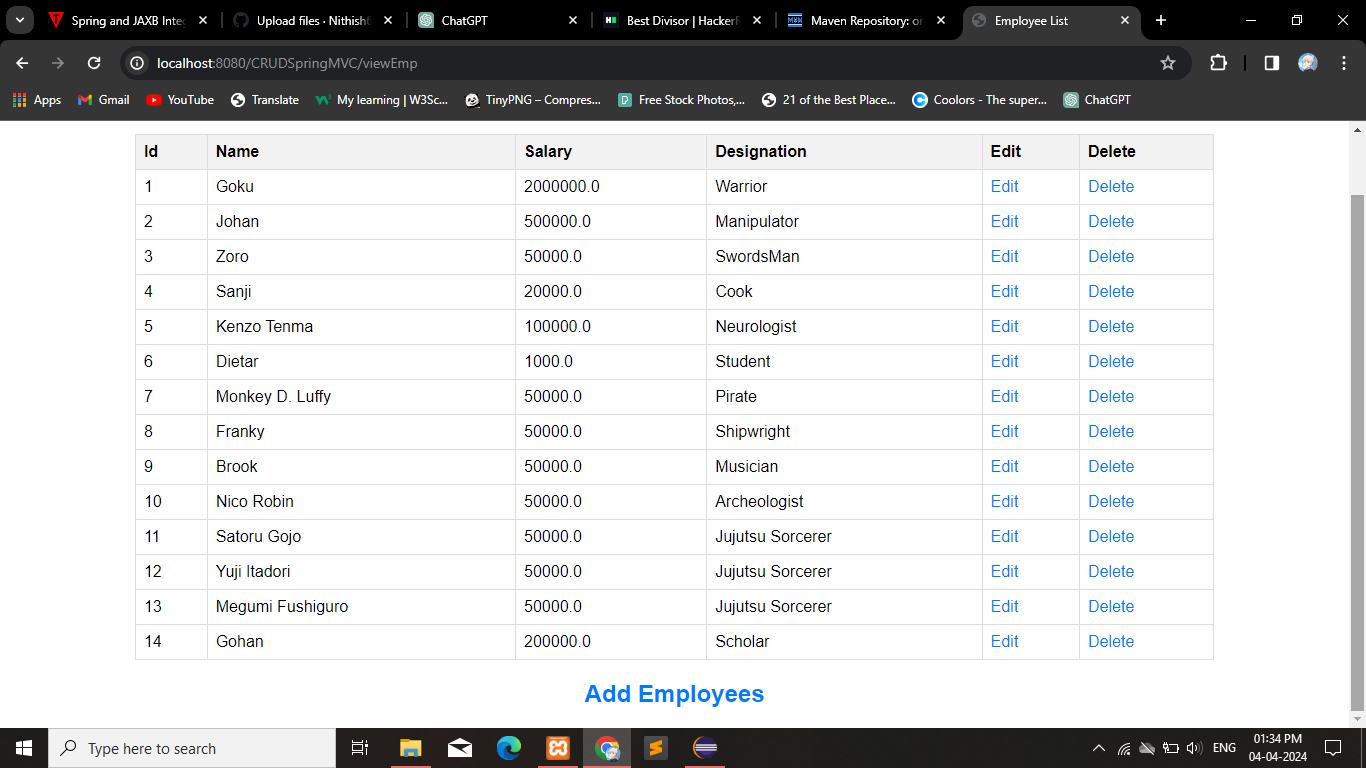 Spring and JAXB Integ
Upload files · Nithish
ChatGPT
Best Divisor | Hacker
Maven Repository: or
Employee List
localhost:8080/CRUDSpringMVC/viewEmp
Apps Gmail YouTube Translate My learning | W3Sc... TinyPNG – Compres... Free Stock Photos,... 21 of the Best Place... Coolors - The super... ChatGPT
Id Name Salary Designation Edit Delete
1 Goku 2000000.0 Warrior Edit Delete
2 Johan 500000.0 Manipulator Edit Delete
3 Zoro 50000.0 SwordsMan Edit Delete
4 Sanji 20000.0 Cook Edit Delete
5 Kenzo Tenma 100000.0 Neurologist Edit Delete
6 Dietar 1000.0 Student Edit Delete
7 Monkey D. Luffy 50000.0 Pirate Edit Delete
8 Franky 50000.0 Shipwright Edit Delete
9 Brook 50000.0 Musician Edit Delete
10 Nico Robin 50000.0 Archeologist Edit Delete
11 Satoru Gojo 50000.0 Jujutsu Sorcerer Edit Delete
12 Yuji Itadori 50000.0 Jujutsu Sorcerer Edit Delete
13 Megumi Fushiguro 50000.0 Jujutsu Sorcerer Edit Delete
14 Gohan 200000.0 Scholar Edit Delete
Add Employees
Type here to search
ENG
01:34 PM
04-04-2024